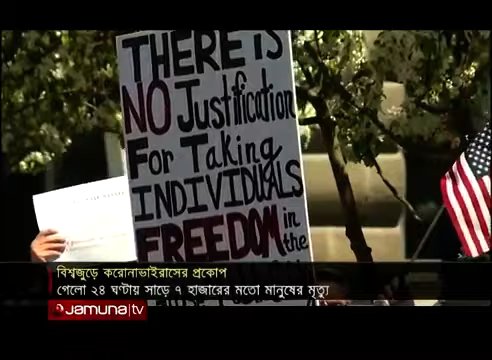 THERE IS
NO Justification
For Taking
INDIVIDUALS
FREEDOM in
the
বিশ্বজুড়ে করোনাভাইরাসের প্রকোপ
গেলো ২৪ ঘণ্টায় সাড়ে ৭ হাজারের মতো মানুষের মৃত্যু
Jamuna|tv